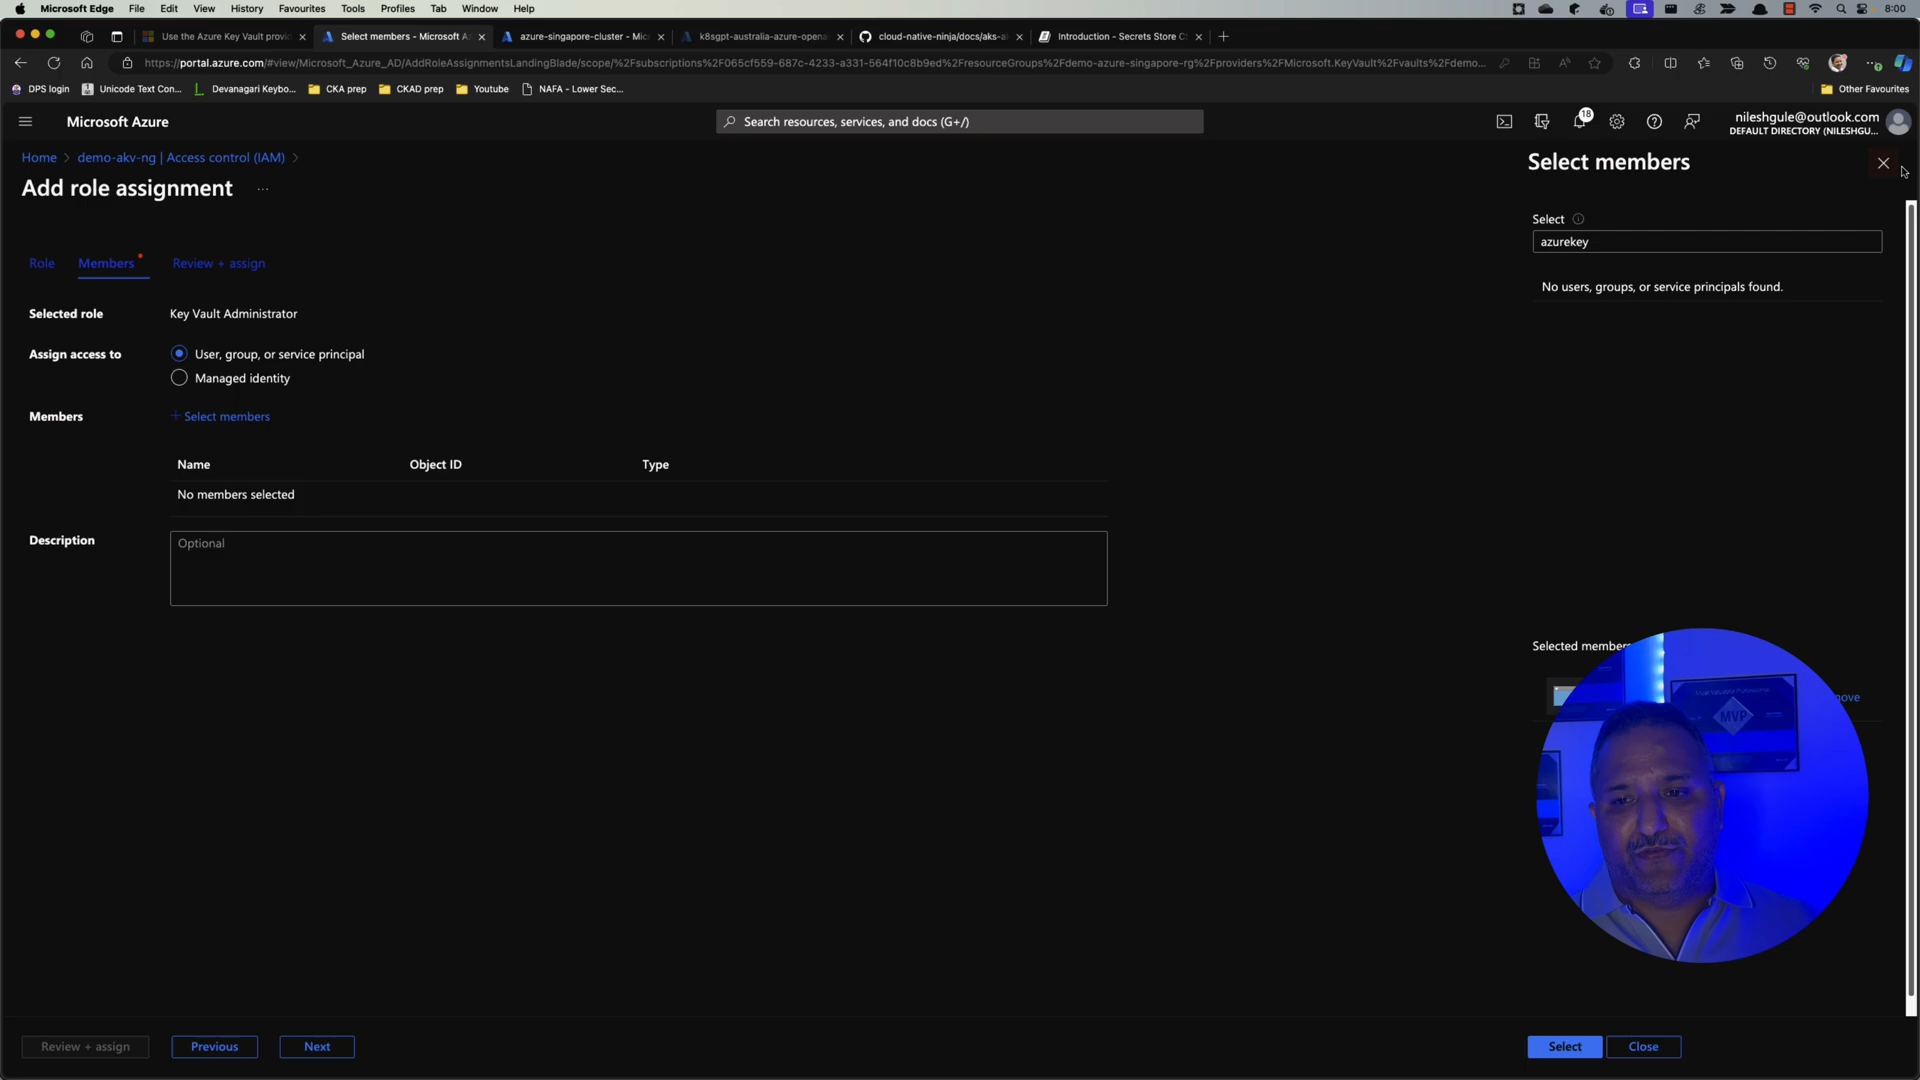 Microsoft Edge File Edit View History Favourites Tools Profiles Tab Window Help 8:00
Use the Azure Key Vault provi
Select members - Microsoft A
azure-singapore-cluster - Mic
k8sgpt-australia-azure-opena
cloud-native-ninja/docs/aks-a
Introduction - Secrets Store C
https://portal.azure.com/#view/Microsoft_Azure_AD/AddRoleAssignmentsLandingBlade/scope/%2Fsubscriptions%2F065cf559-687c-4233-a331-564f10c8b9ed%2FresourceGroups%2Fdemo-azure-singapore-rg%2Fproviders%2FMicrosoft.KeyVault%2Fvaults%2Fdemo...
DPS login Unicode Text Con... Devanagari Keybo... CKA prep CKAD prep Youtube NAFA - Lower Sec... Other Favourites
Microsoft Azure
Search resources, services, and docs (G+/)
18
nileshgule@outlook.com
DEFAULT DIRECTORY (NILESHGU...
Home > demo-akv-ng | Access control (IAM) >
Add role assignment ...
Role Members Review + assign
Selected role Key Vault Administrator
Assign access to User, group, or service principal
Managed identity
Members + Select members
Name Object ID Type
No members selected
Description Optional
Review + assign Previous Next
Select members
Select
azurekey
No users, groups, or service principals found.
Selected member
ove
MVP
Select Close